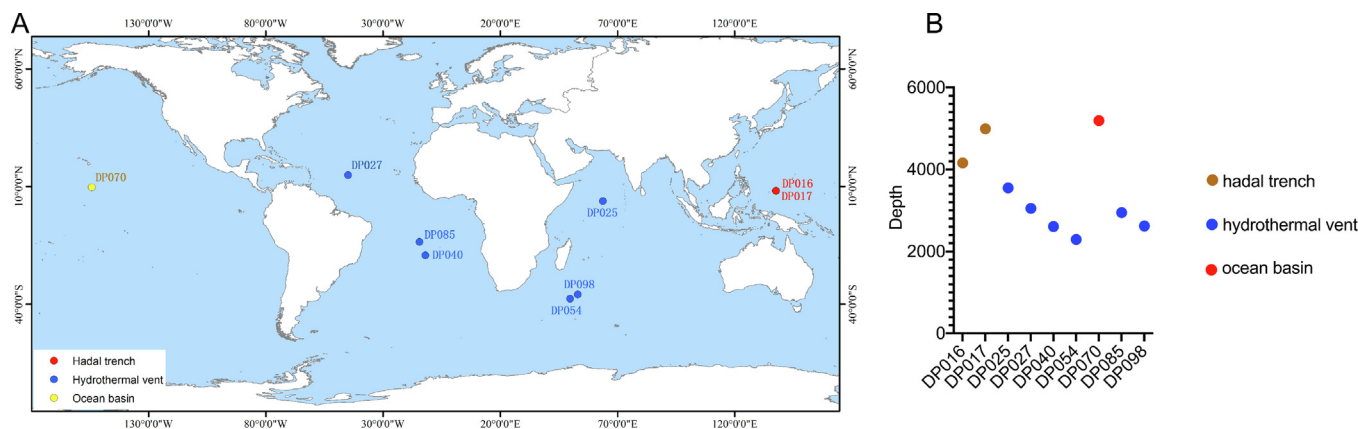 A
130°0'0"W 80°0'0"W 30°0'0"W 20°0'0"E 70°0'0"E 120°0'0"E
60°0'0"N 60°0'0"N
10°0'0"N 10°0'0"N
40°0'0"S 40°0'0"S
DP070
DP027
DP016
DP017
DP025
DP085
DP040
DP098
DP054
Hadal trench
Hydrothermal vent
Ocean basin
130°0'0"W 80°0'0"W 30°0'0"W 20°0'0"E 70°0'0"E 120°0'0"E
B
Depth
6000
4000
2000
0
DP016 DP017 DP025 DP027 DP040 DP054 DP070 DP085 DP098
hadal trench
hydrothermal vent
ocean basin